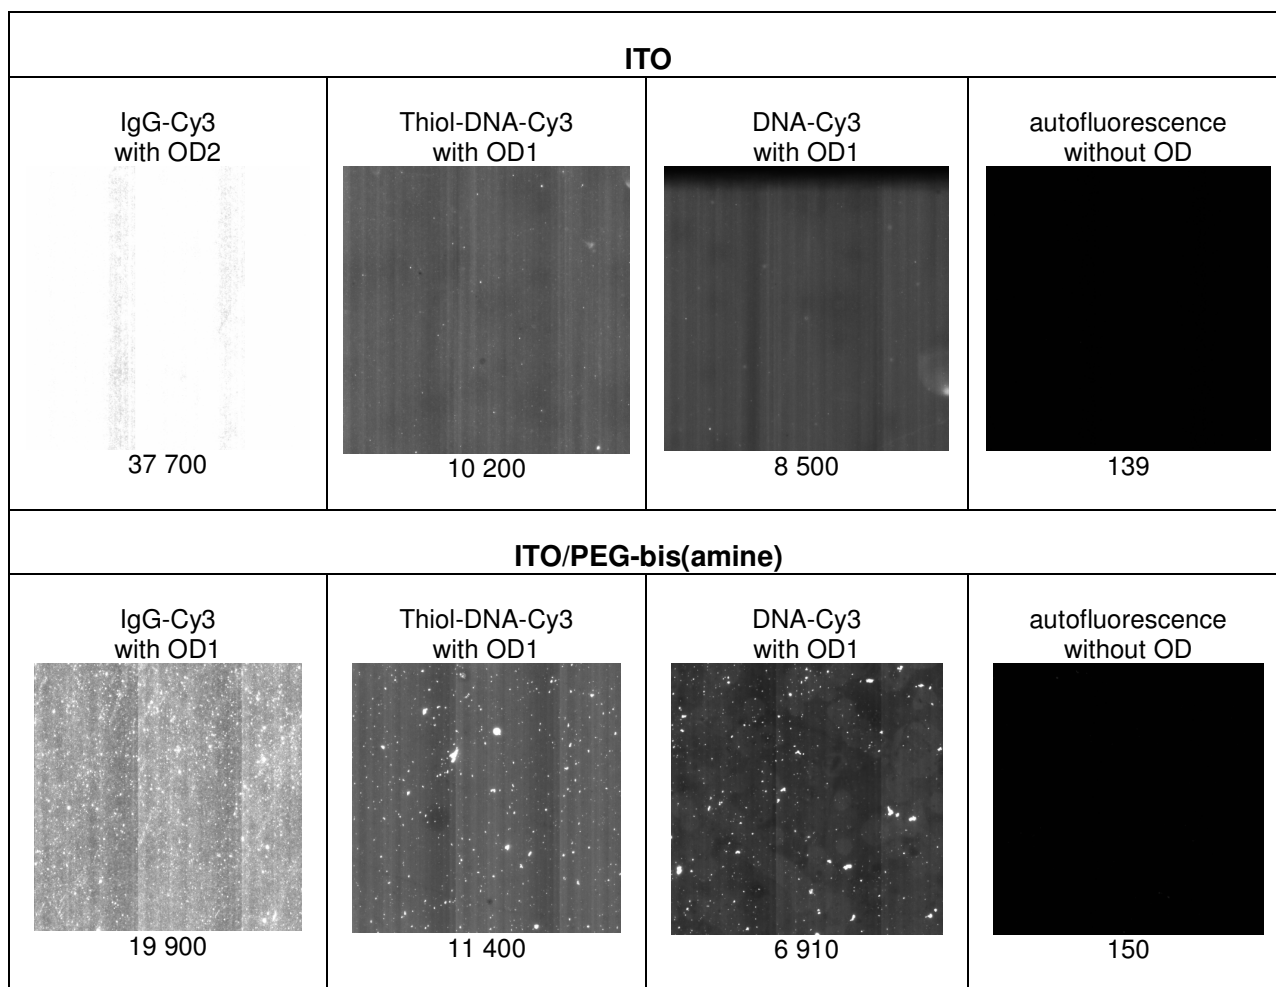 ITO
IgG-Cy3
with OD2
37 700
Thiol-DNA-Cy3
with OD1
10 200
DNA-Cy3
with OD1
8 500
autofluorescence
without OD
139
ITO/PEG-bis(amine)
IgG-Cy3
with OD1
19 900
Thiol-DNA-Cy3
with OD1
11 400
DNA-Cy3
with OD1
6 910
autofluorescence
without OD
150